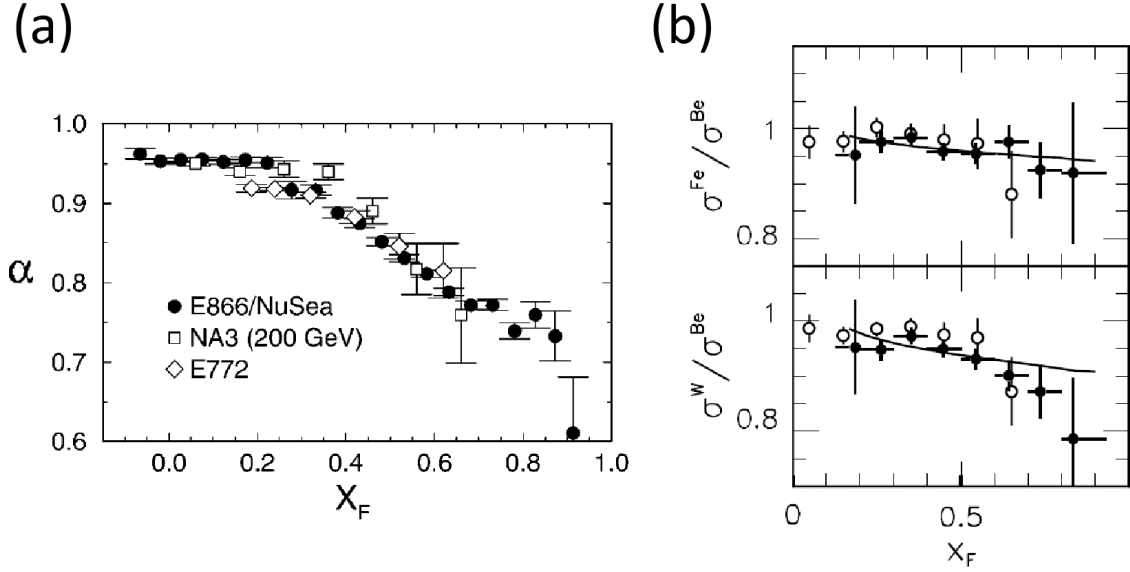 (a)
1.0
0.9
0.8
0.7
0.6
α
E866/NuSea
NA3 (200 GeV)
E772
0.0 0.2 0.4 0.6 0.8 1.0
X_F
(b)
σ^Fe / σ^Be
1
0.8
σ^W / σ^Be
1
0.8
0 0.5
x_F